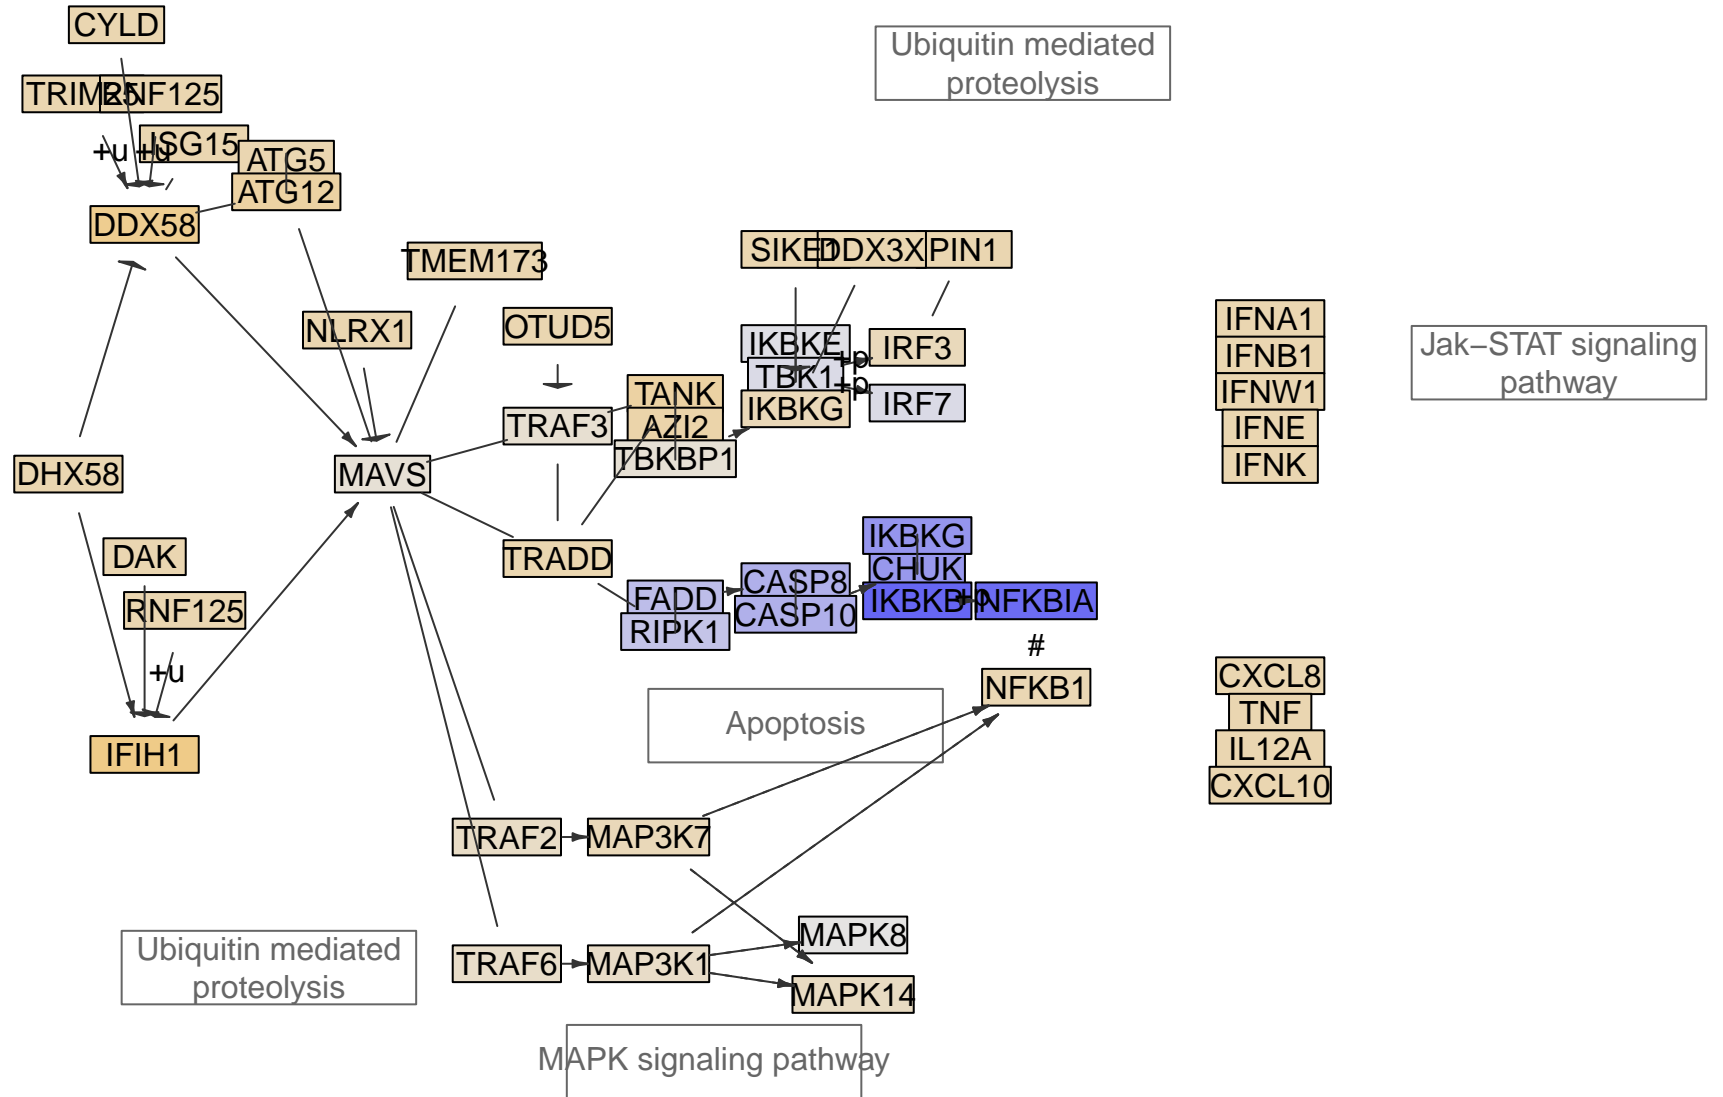 CYLD
Ubiquitin mediated
proteolysis
TRIM25
RNF125
ISG15
+u
+u
ATG5
ATG12
DDX58
TMEM173
SIKE1
DDX3X
PIN1
NLRX1
OTUD5
IKBKE
TBK1
IKBKG
+p
+p
IRF3
IRF7
IFNA1
IFNB1
IFNW1
IFNE
IFNK
Jak−STAT signaling
pathway
TRAF3
TANK
AZI2
TBKBP1
DHX58
MAVS
DAK
RNF125
+u
IFIH1
TRADD
FADD
RIPK1
CASP8
CASP10
IKBKG
CHUK
IKBKB
+p
NFKBIA
#
NFKB1
Apoptosis
CXCL8
TNF
IL12A
CXCL10
TRAF2
MAP3K7
TRAF6
MAP3K1
MAPK8
MAPK14
Ubiquitin mediated
proteolysis
MAPK signaling pathway